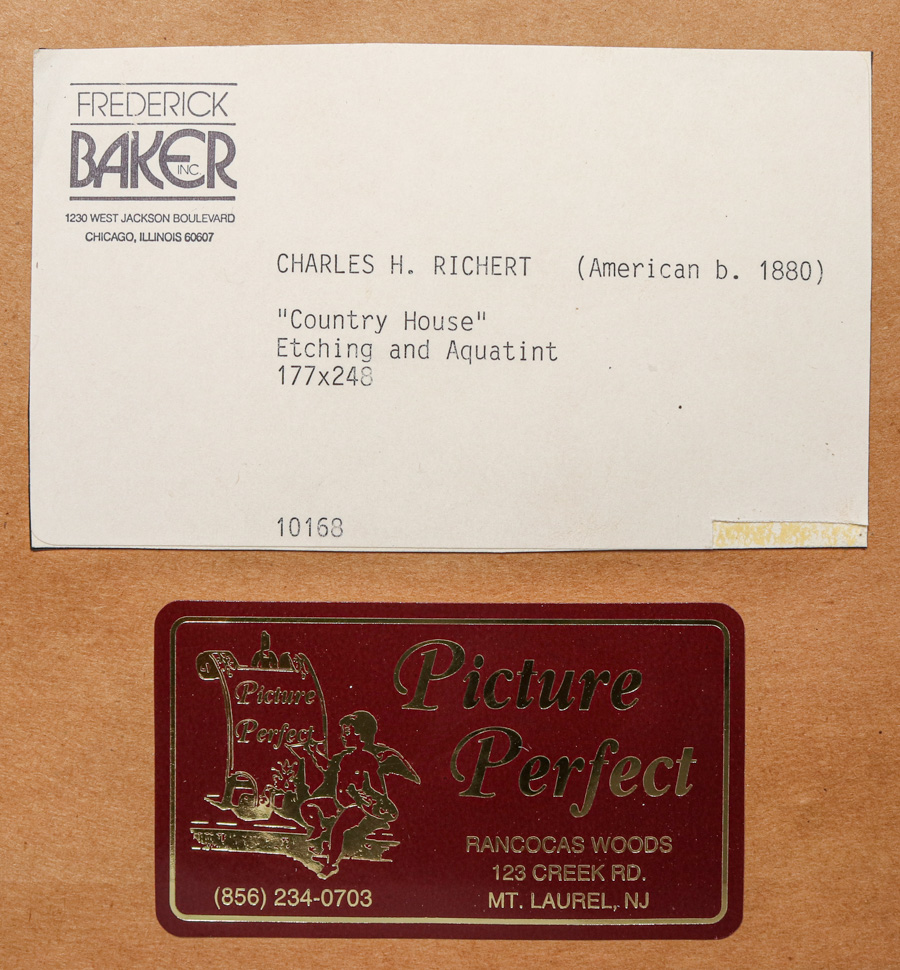 FREDERICK
BAKER INC.
1230 WEST JACKSON BOULEVARD
CHICAGO, ILLINOIS 60607
CHARLES H. RICHERT (American b. 1880)
"Country House"
Etching and Aquatint
177x248
10168
Picture
Perfect
Picture
Perfect
RANCOCAS WOODS
123 CREEK RD.
MT. LAUREL, NJ
(856) 234-0703